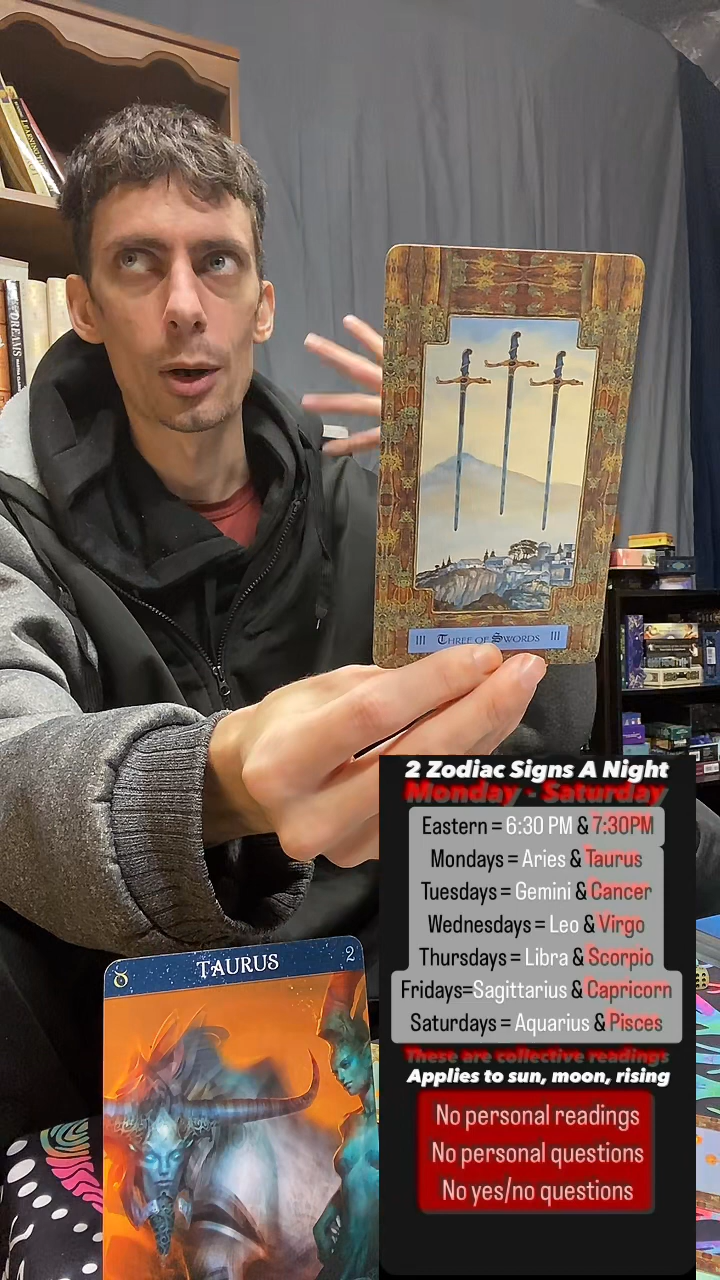 LEARNING
DREAMS
III THREE OF SWORDS III
2 Zodiac Signs A Night
Monday - Saturday
Eastern = 6:30 PM & 7:30PM
Mondays = Aries & Taurus
Tuesdays = Gemini & Cancer
Wednesdays = Leo & Virgo
Thursdays = Libra & Scorpio
Fridays=Sagittarius & Capricorn
Saturdays = Aquarius & Pisces
These are collective readings
Applies to sun, moon, rising
No personal readings
No personal questions
No yes/no questions
♉ TAURUS 2